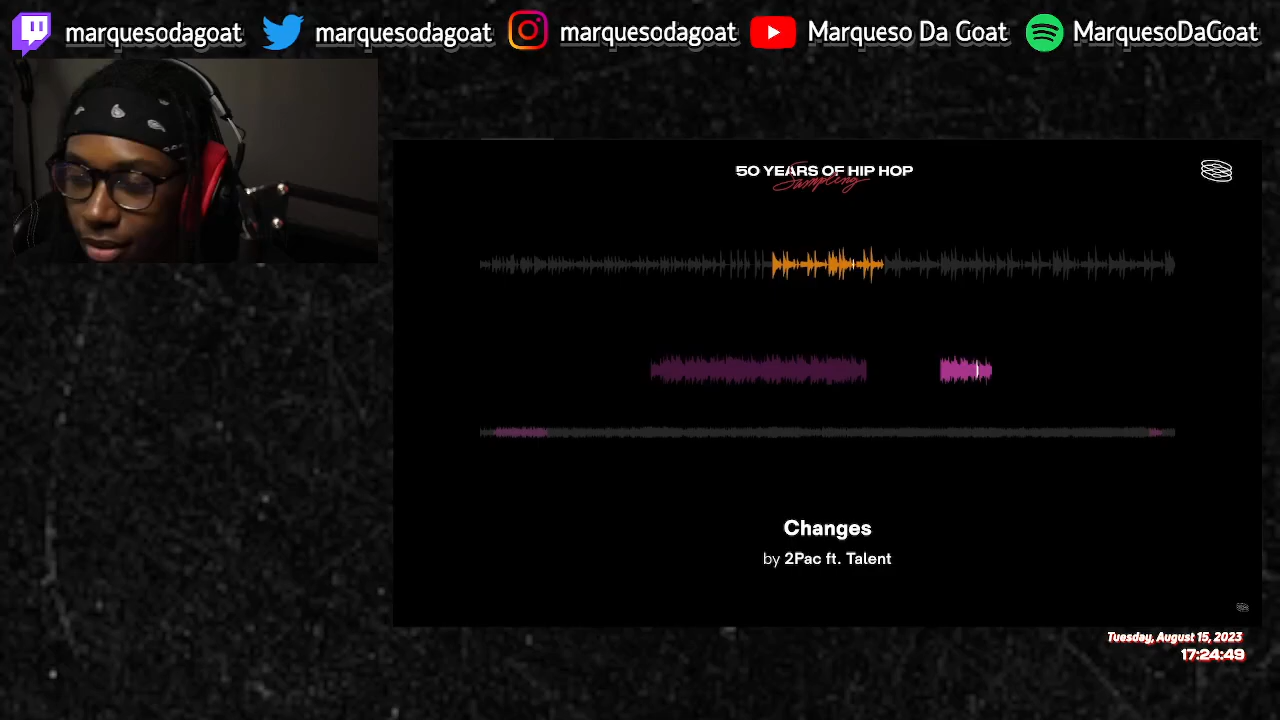 marquesodagoat marquesodagoat marquesodagoat Marqueso Da Goat MarquesoDaGoat
50 YEARS OF HIP HOP
Sampling
Changes
by 2Pac ft. Talent
Tuesday, August 15, 2023
17:24:49